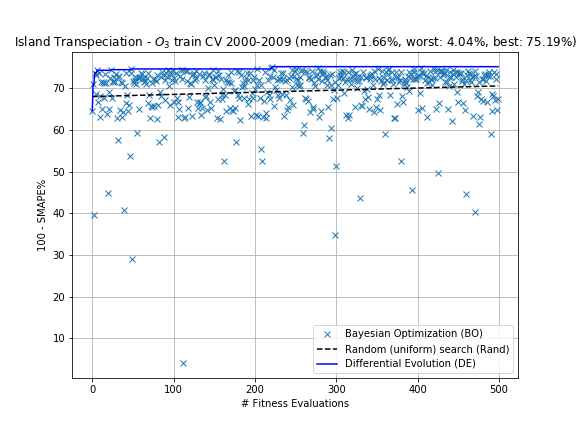 Island Transpeciation - O3 train CV 2000-2009 (median: 71.66%, worst: 4.04%, best: 75.19%)
100 - SMAPE%
70
60
50
40
30
20
10
Bayesian Optimization (BO)
Random (uniform) search (Rand)
Differential Evolution (DE)
0 100 200 300 400 500
# Fitness Evaluations